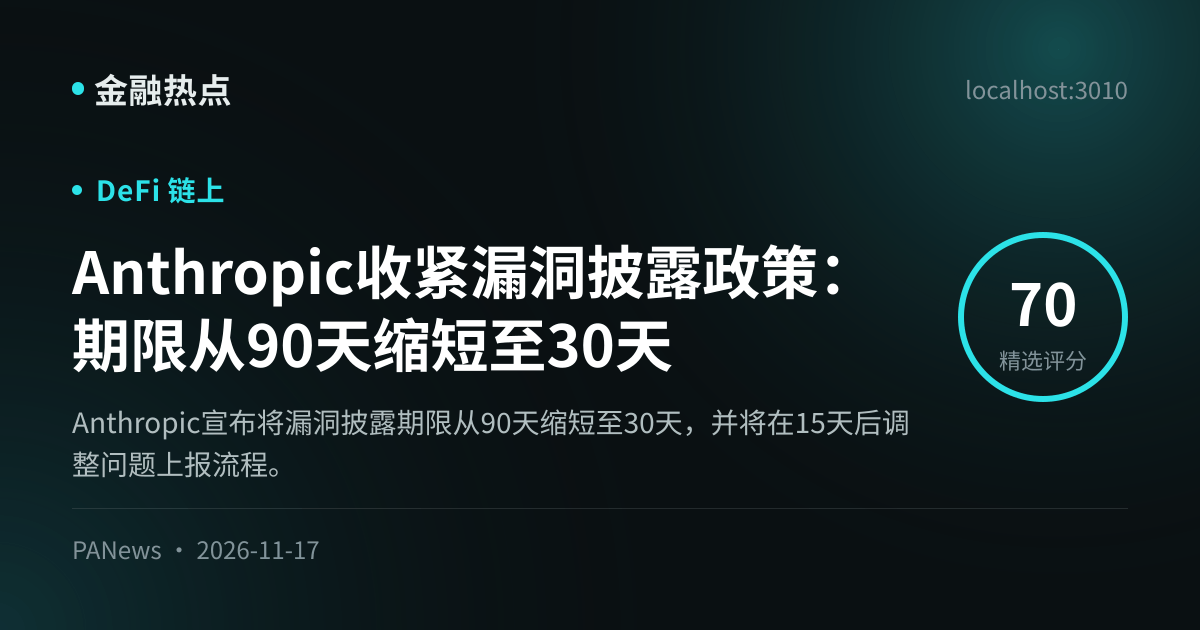 金融热点
localhost:3010
DeFi 链上
Anthropic收紧漏洞披露政策：
期限从90天缩短至30天
70
精选评分
Anthropic宣布将漏洞披露期限从90天缩短至30天，并将在15天后调
整问题上报流程。
PANews • 2026-11-17